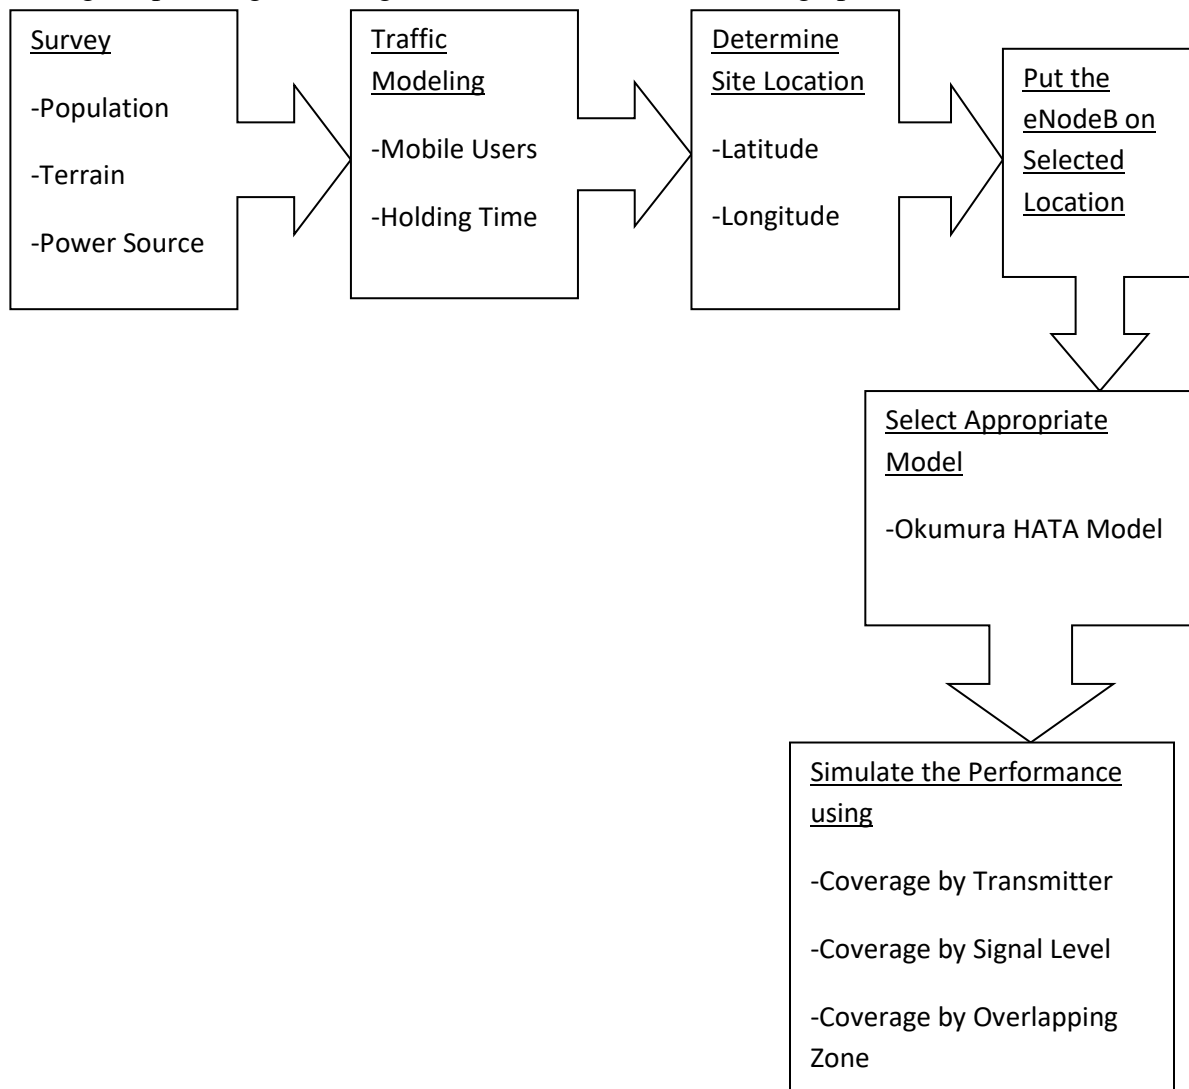 Survey
-Population
-Terrain
-Power Source
Traffic
Modeling
-Mobile Users
-Holding Time
Determine
Site Location
-Latitude
-Longitude
Put the
eNodeB on
Selected
Location
Select Appropriate
Model
-Okumura HATA Model
Simulate the Performance
using
-Coverage by Transmitter
-Coverage by Signal Level
-Coverage by Overlapping
Zone